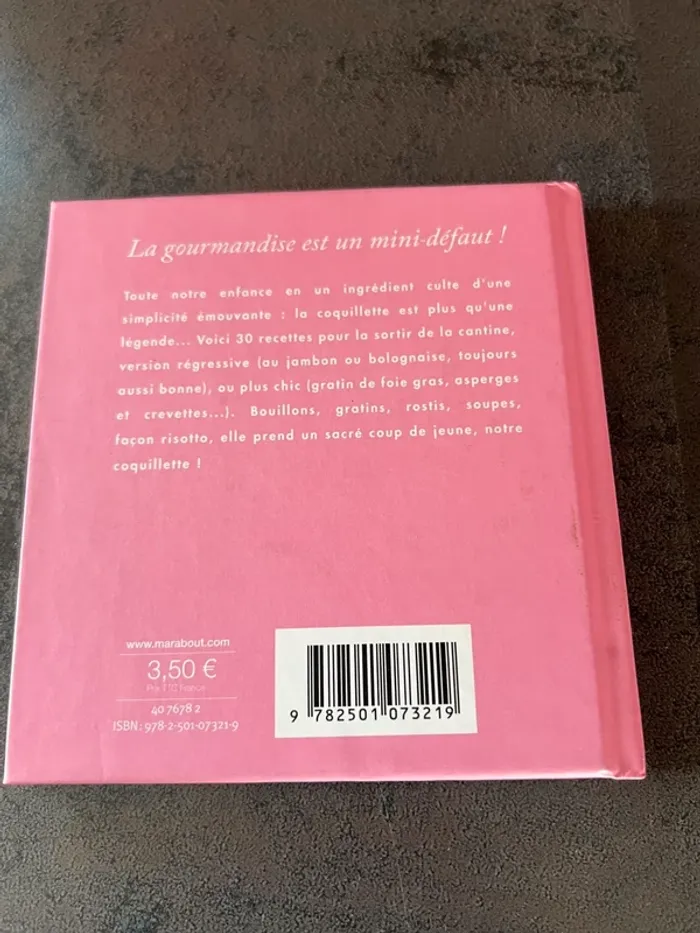 La gourmandise est un mini-défaut !
Toute notre enfance en un ingrédient culte d'une
simplicité émouvante : la coquillette est plus qu'une
légende... Voici 30 recettes pour la sortir de la cantine,
version régressive (au jambon ou bolognaise, toujours
aussi bonne), ou plus chic (gratin de foie gras, asperges
et crevettes...). Bouillons, gratins, rostis, soupes,
façon risotto, elle prend un sacré coup de jeune, notre
coquillette !
www.marabout.com
3,50 €
Prix TTC France
40 7678 2
ISBN : 978-2-501-07321-9
9 782501 073219